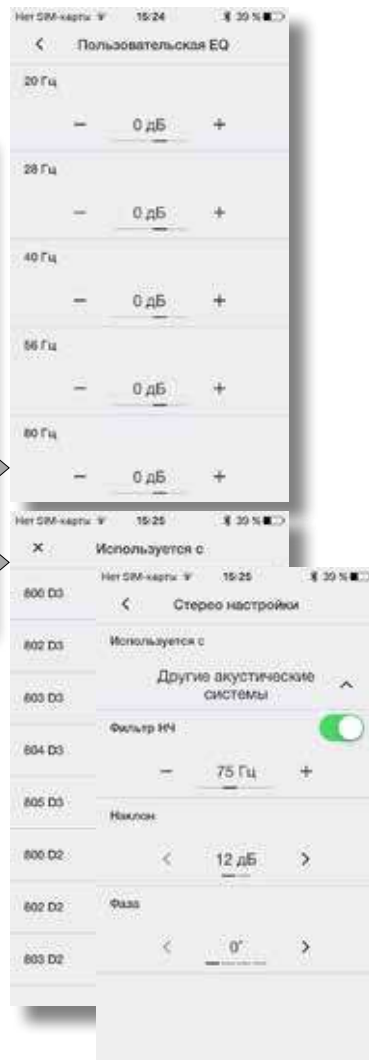 Нет SIM-карты 15:24 39 %
Пользовательская EQ
20 Гц
− 0 дБ +
28 Гц
− 0 дБ +
40 Гц
− 0 дБ +
56 Гц
− 0 дБ +
80 Гц
− 0 дБ +
Нет SIM-карты 15:25 39 %
× Используется с
800 D3
802 D3
803 D3
804 D3
805 D3
800 D2
802 D2
803 D2
Нет SIM-карты 15:25 39 %
Стерео настройки
Используется с
Другие акустические
системы
Фильтр НЧ
− 75 Гц +
Наклон
< 12 дБ >
Фаза
< 0° >